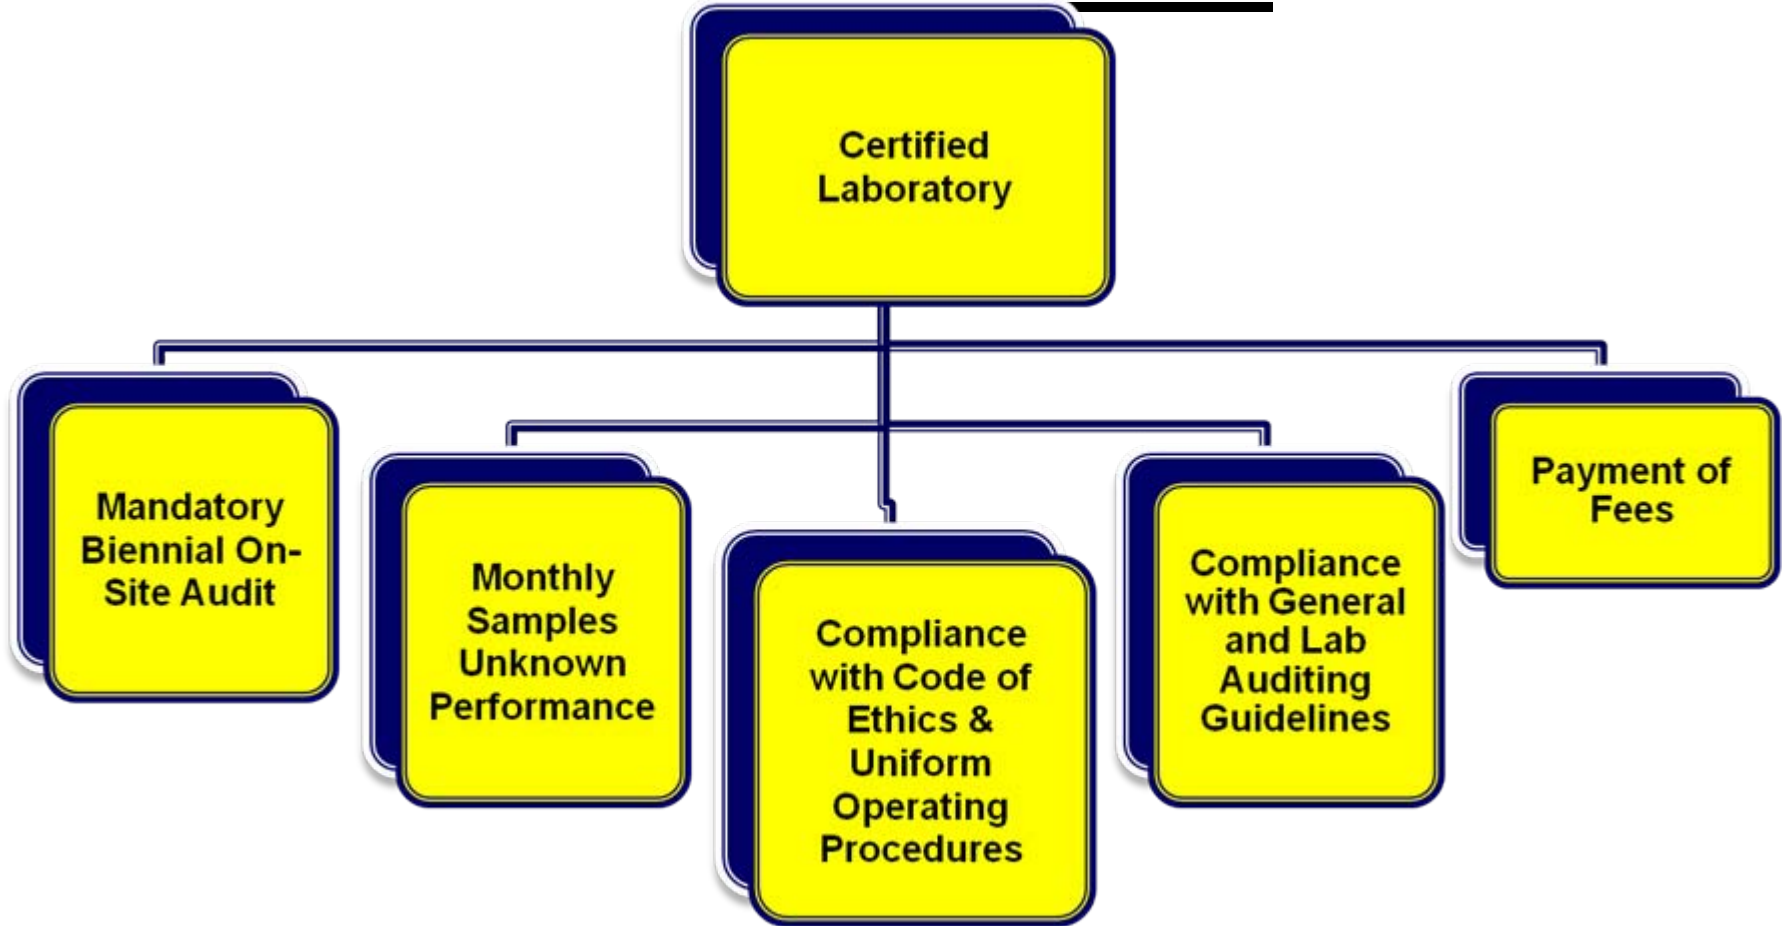 Certified
Laboratory
Mandatory
Biennial On-
Site Audit
Monthly
Samples
Unknown
Performance
Compliance
with Code of
Ethics &
Uniform
Operating
Procedures
Compliance
with General
and Lab
Auditing
Guidelines
Payment of
Fees